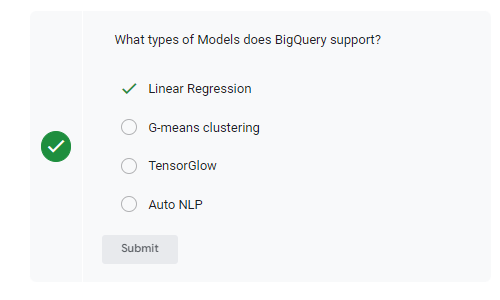 What types of Models does BigQuery support?
Linear Regression
G-means clustering
TensorGlow
Auto NLP
Submit